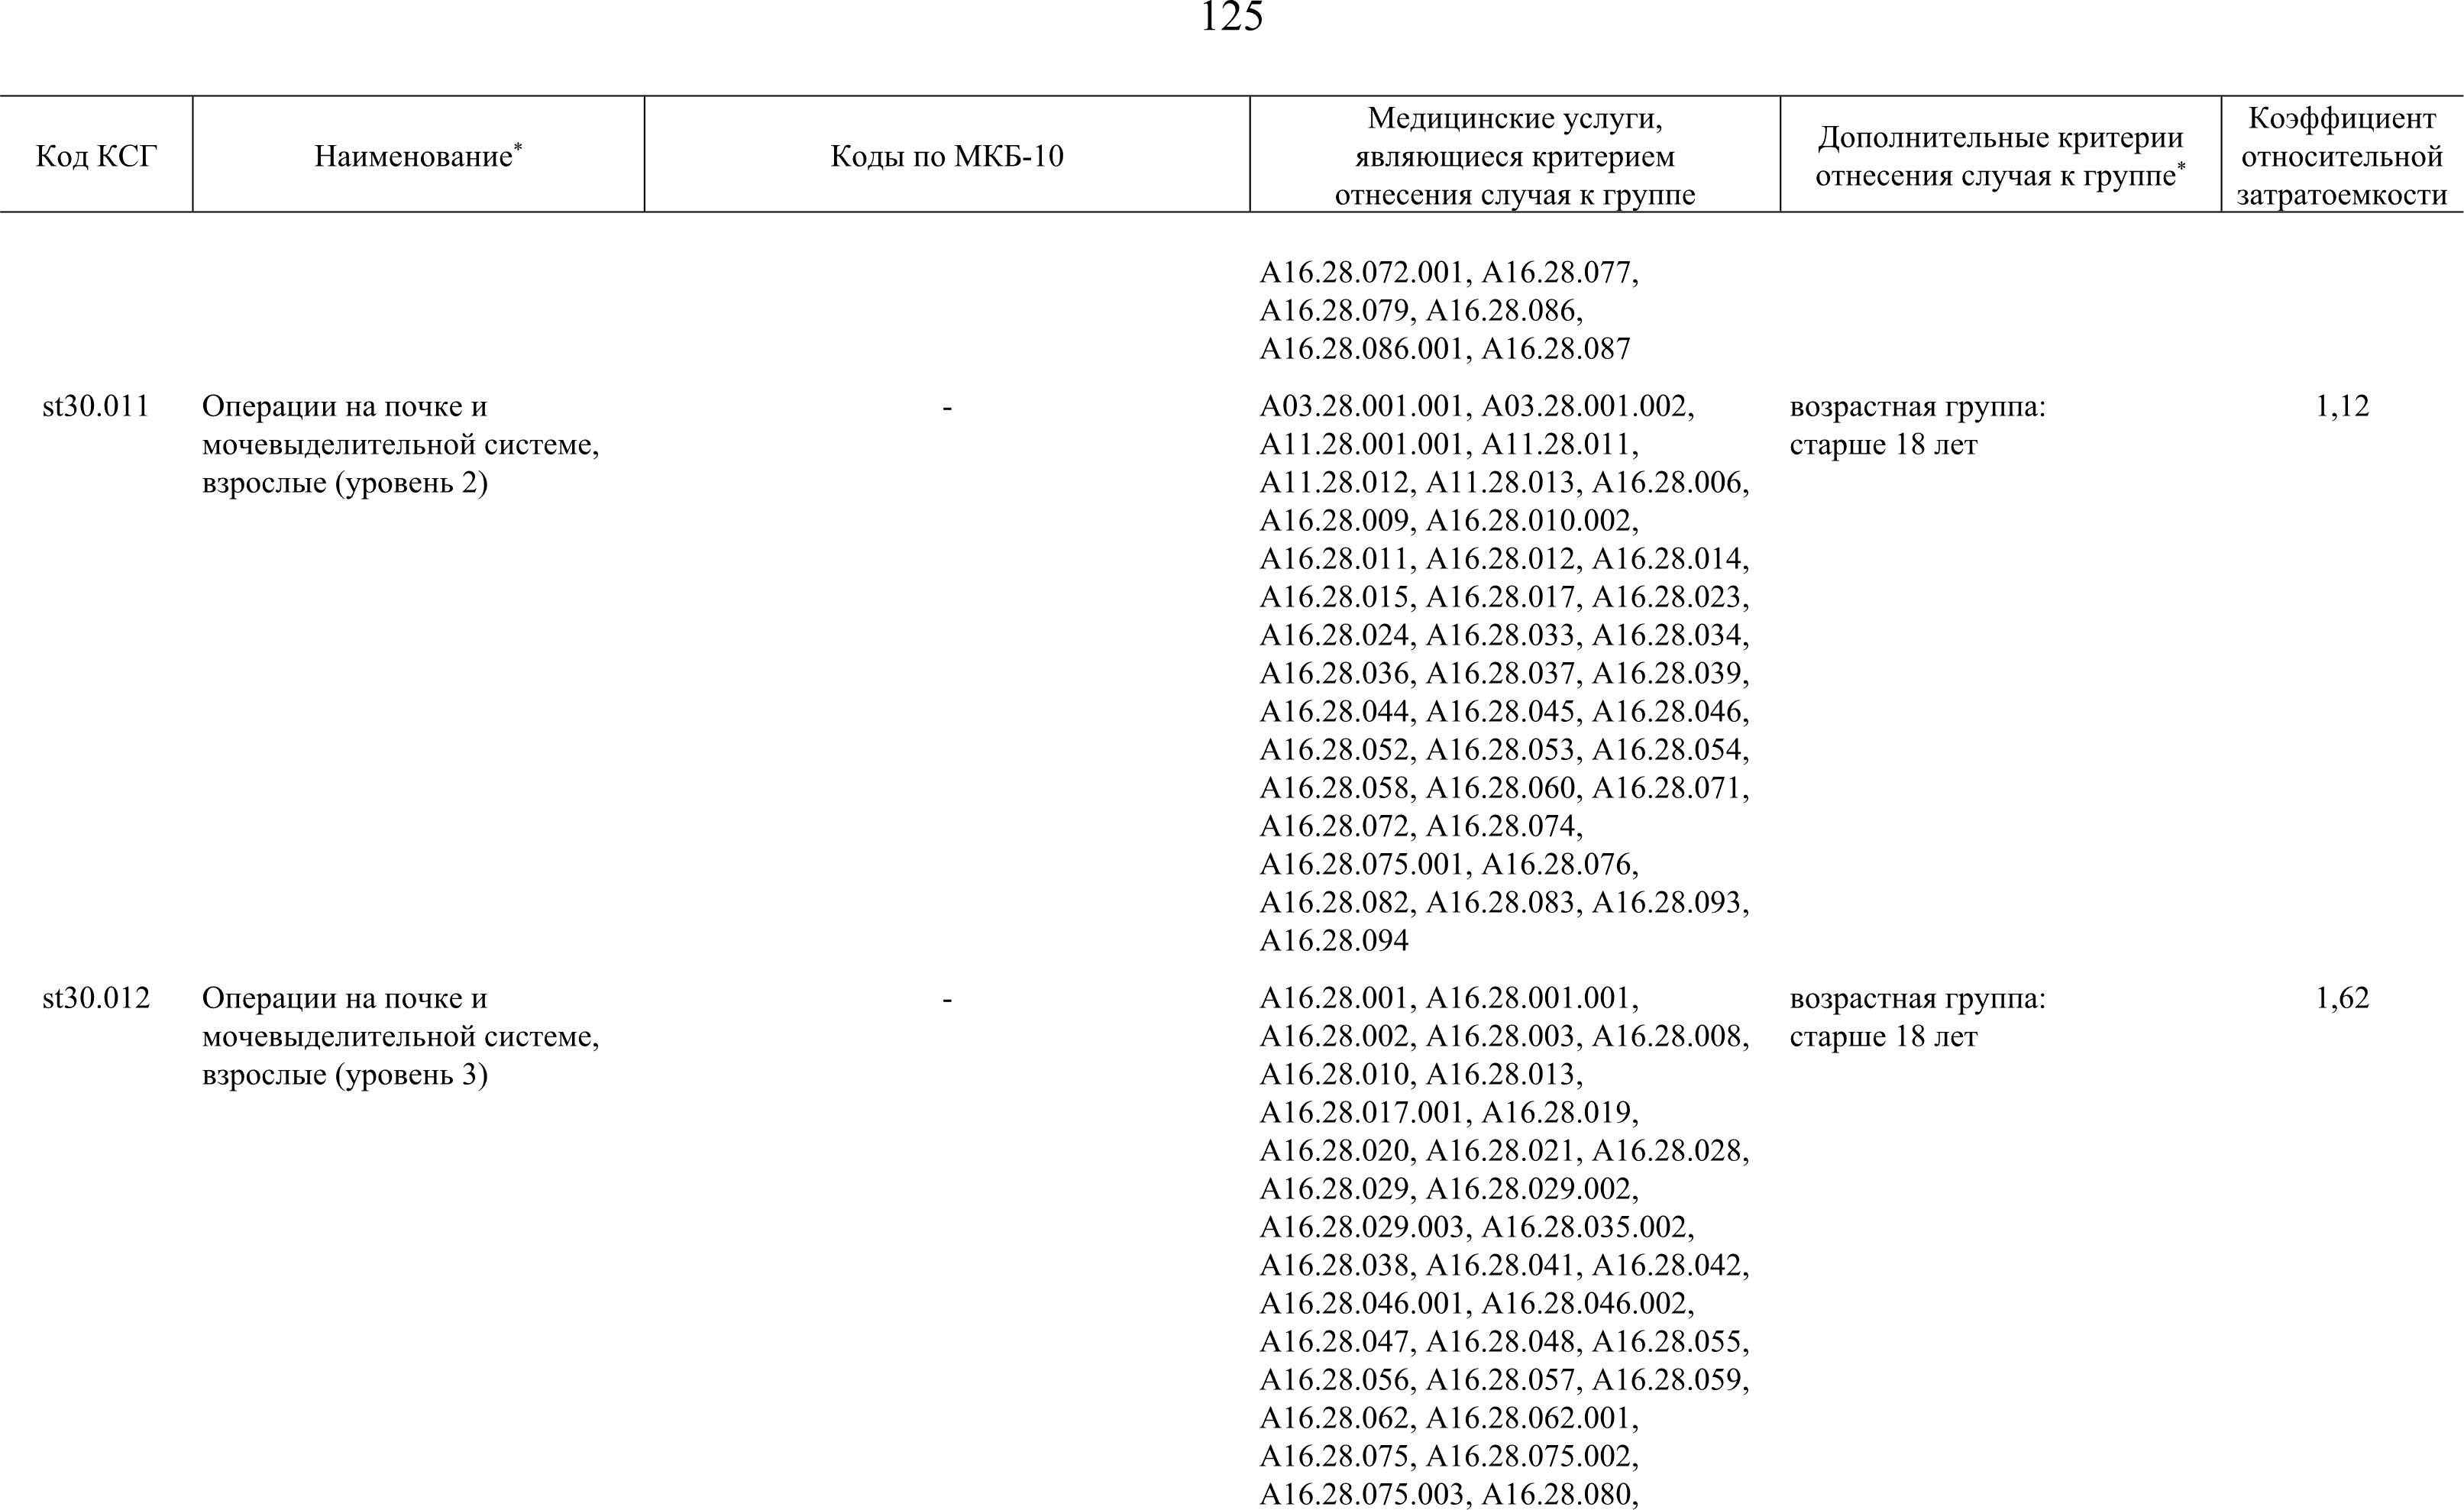 125
Код КСГ
Наименование*
Коды по МКБ-10
Медицинские услуги,
являющиеся критерием
отнесения случая к группе
Дополнительные критерии
отнесения случая к группе*
Коэффициент
относительной
затратоемкости
A16.28.072.001, A16.28.077,
A16.28.079, A16.28.086,
A16.28.086.001, A16.28.087
st30.011
Операции на почке и
мочевыделительной системе,
взрослые (уровень 2)
-
A03.28.001.001, A03.28.001.002,
A11.28.001.001, A11.28.011,
A11.28.012, A11.28.013, A16.28.006,
A16.28.009, A16.28.010.002,
A16.28.011, A16.28.012, A16.28.014,
A16.28.015, A16.28.017, A16.28.023,
A16.28.024, A16.28.033, A16.28.034,
A16.28.036, A16.28.037, A16.28.039,
A16.28.044, A16.28.045, A16.28.046,
A16.28.052, A16.28.053, A16.28.054,
A16.28.058, A16.28.060, A16.28.071,
A16.28.072, A16.28.074,
A16.28.075.001, A16.28.076,
A16.28.082, A16.28.083, A16.28.093,
A16.28.094
возрастная группа:
старше 18 лет
1,12
st30.012
Операции на почке и
мочевыделительной системе,
взрослые (уровень 3)
-
A16.28.001, A16.28.001.001,
A16.28.002, A16.28.003, A16.28.008,
A16.28.010, A16.28.013,
A16.28.017.001, A16.28.019,
A16.28.020, A16.28.021, A16.28.028,
A16.28.029, A16.28.029.002,
A16.28.029.003, A16.28.035.002,
A16.28.038, A16.28.041, A16.28.042,
A16.28.046.001, A16.28.046.002,
A16.28.047, A16.28.048, A16.28.055,
A16.28.056, A16.28.057, A16.28.059,
A16.28.062, A16.28.062.001,
A16.28.075, A16.28.075.002,
A16.28.075.003, A16.28.080,
возрастная группа:
старше 18 лет
1,62